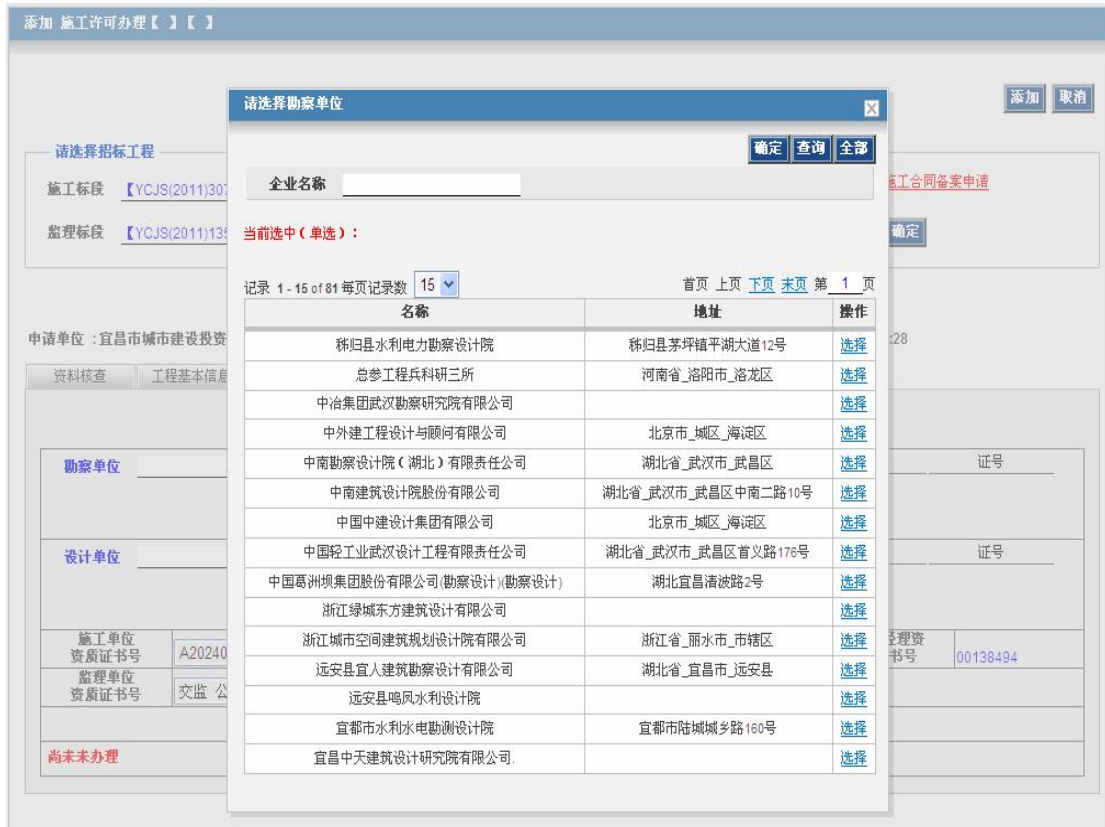 添加 施工许可办理【 】【 】
添加 取消
请选择招标工程
施工标段 【YCJS(2011)307
施工合同备案申请
监理标段 【YCJS(2011)135
确定
申请单位 :宜昌市城市建设投资
:28
资料核查 工程基本信息
勘察单位
证号
设计单位
证号
施工单位
资质证书号
A20240
经理资
书号
00138494
监理单位
资质证书号
交监 公
尚未未办理
请选择勘察单位
X
确定 查询 全部
企业名称
当前选中（单选）：
记录 1 - 15 of 81 每页记录数 15
首页 上页 下页 末页 第 1 页
名称 地址 操作
秭归县水利电力勘察设计院 秭归县茅坪镇平湖大道12号 选择
总参工程兵科研三所 河南省_洛阳市_洛龙区 选择
中冶集团武汉勘察研究院有限公司 选择
中外建工程设计与顾问有限公司 北京市_城区_海淀区 选择
中南勘察设计院（湖北）有限责任公司 湖北省_武汉市_武昌区 选择
中南建筑设计院股份有限公司 湖北省_武汉市_武昌区中南二路10号 选择
中国中建设计集团有限公司 北京市_城区_海淀区 选择
中国轻工业武汉设计工程有限责任公司 湖北省_武汉市_武昌区首义路176号 选择
中国葛洲坝集团股份有限公司(勘察设计)(勘察设计) 湖北宜昌清波路2号 选择
浙江绿城东方建筑设计有限公司 选择
浙江城市空间建筑规划设计院有限公司 浙江省_丽水市_市辖区 选择
远安县宜人建筑勘察设计有限公司 湖北省_宜昌市_远安县 选择
远安县鸣凤水利设计院 选择
宜都市水利水电勘测设计院 宜都市陆城城乡路160号 选择
宜昌中天建筑设计研究院有限公司. 选择